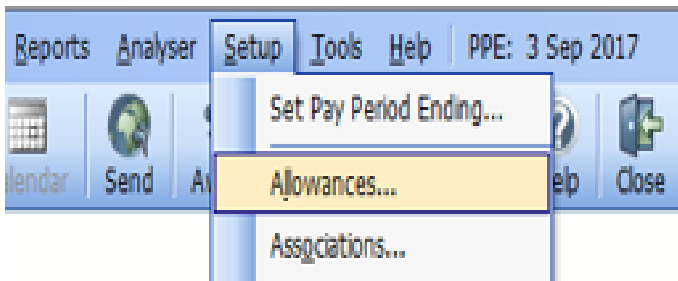 Reports Analyser Setup Tools Help PPE: 3 Sep 2017
Set Pay Period Ending...
Allowances...
Send Close
Associations...